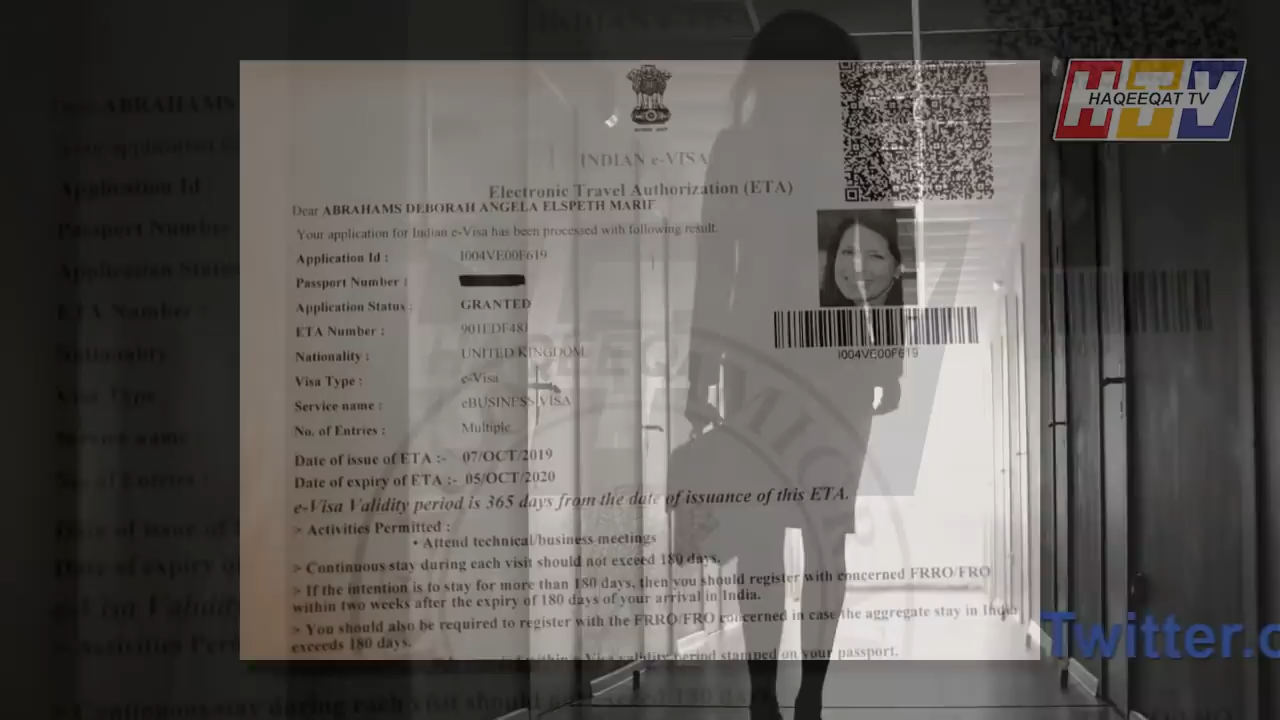 HTV
HAQEEQAT TV
INDIAN e-VISA
Electronic Travel Authorization (ETA)
Dear ABRAHAMS DEBORAH ANGELA ELSPETH MARIE
Your application for Indian e-Visa has been processed with following result.
Application Id : I004VE00F619
Passport Number :
Application Status : GRANTED
ETA Number :
Nationality : UNITED KINGDOM
Visa Type : e-Visa
Service name : eBUSINESS VISA
No. of Entries : Multiple
I004VE00F619
Date of issue of ETA :- 07/OCT/2019
Date of expiry of ETA :- 05/OCT/2020
e-Visa Validity period is 365 days from the date of issuance of this ETA.
> Activities Permitted :
• Attend technical/business meetings
> Continuous stay during each visit should not exceed 180 days.
> If the intention is to stay for more than 180 days, then you should register with concerned FRRO/FRO
within two weeks after the expiry of 180 days of your arrival in India.
> You should also be required to register with the FRRO/FRO concerned in case the aggregate stay in India
exceeds 180 days.
e-Visa validity period stamped on your passport.
Twitter.c